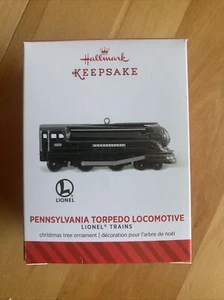 Hallmark
KEEPSAKE
LIONEL
PENNSYLVANIA TORPEDO LOCOMOTIVE
LIONEL TRAINS
christmas tree ornament | décoration pour l'arbre de noël